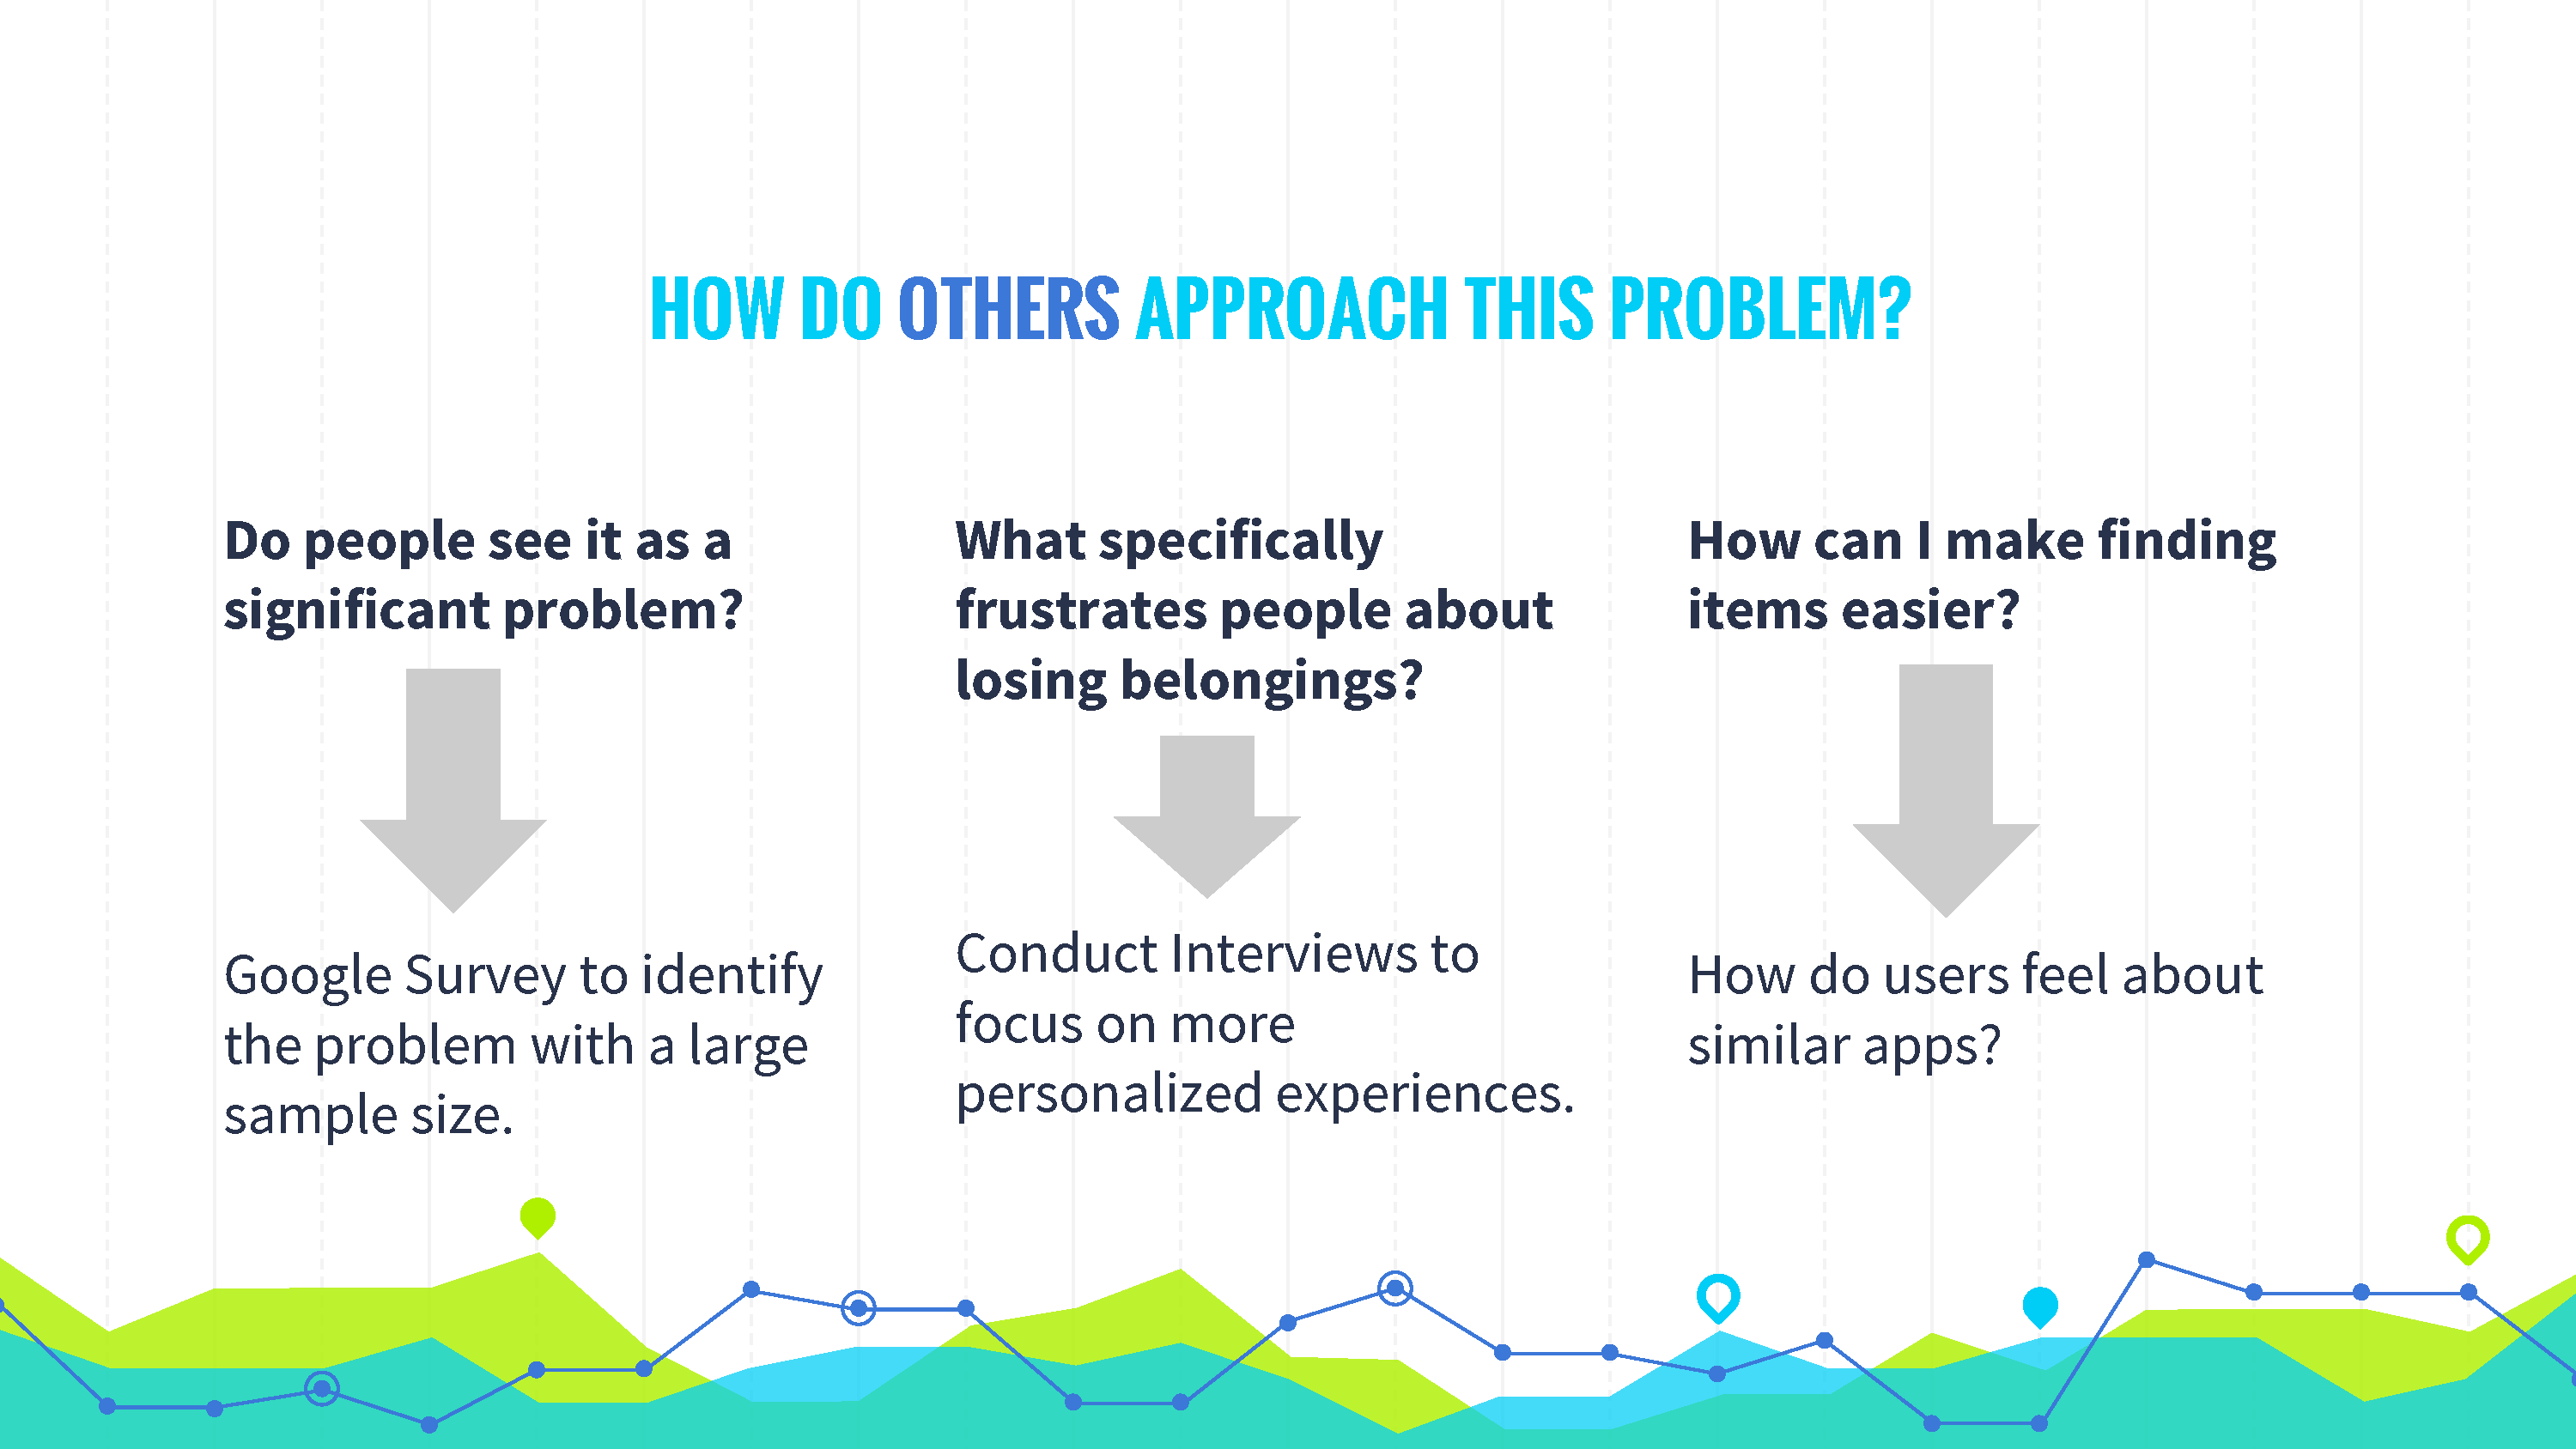 HOW DO OTHERS APPROACH THIS PROBLEM?
Do people see it as a
significant problem?
What specifically
frustrates people about
losing belongings?
How can I make finding
items easier?
Google Survey to identify
the problem with a large
sample size.
Conduct Interviews to
focus on more
personalized experiences.
How do users feel about
similar apps?